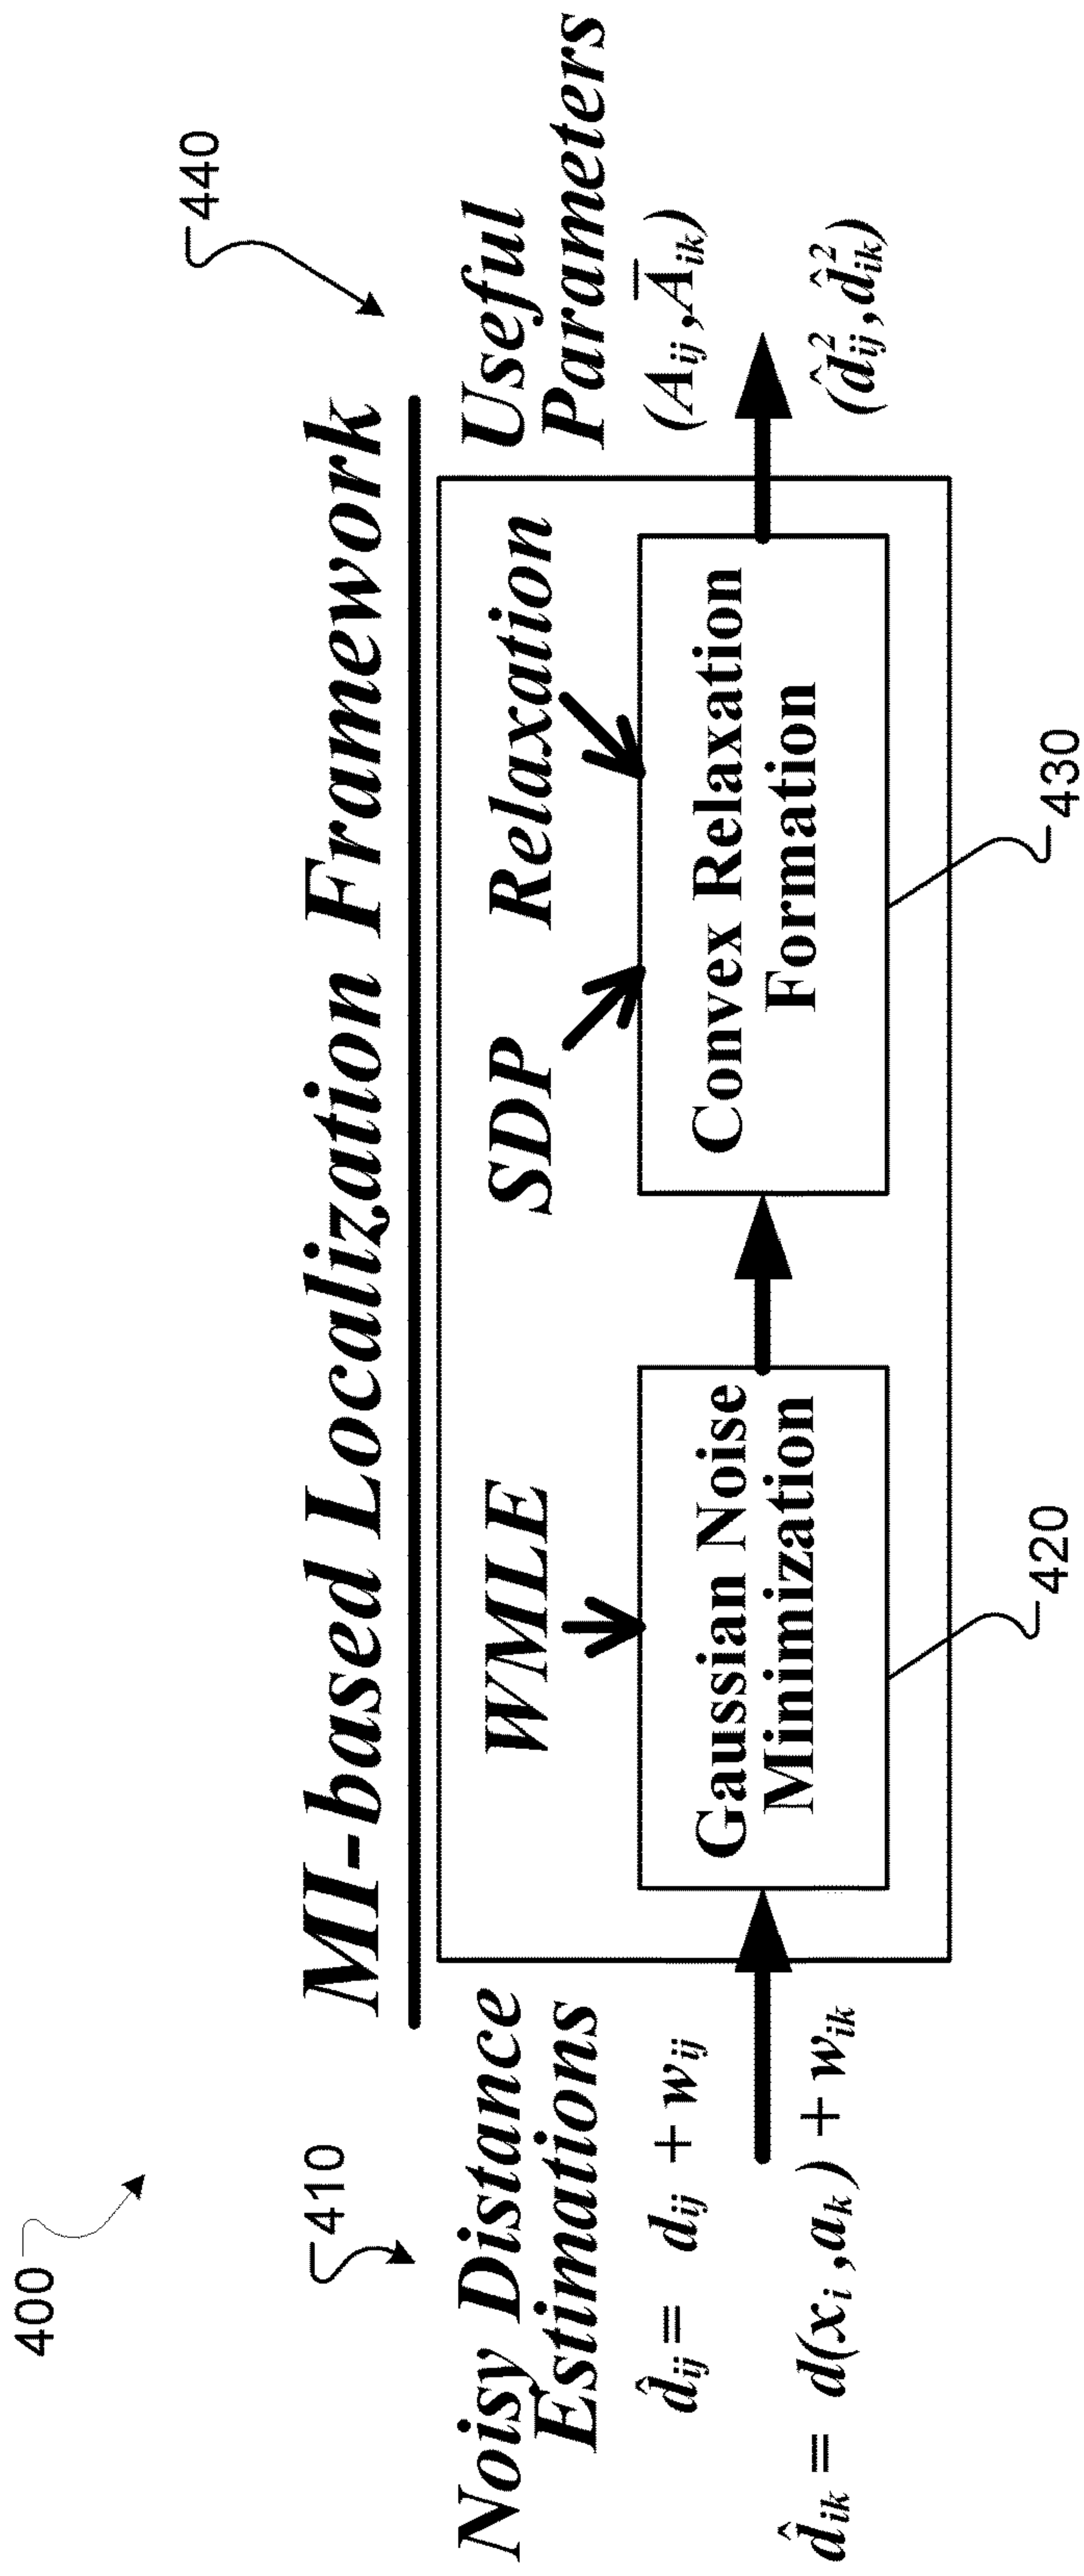 400
MI-based Localization Framework
440
410
Noisy Distance
Estimations
d̂ij = dij + wij
d̂ik = d(xi ,ak) + wik
WMLE
Gaussian Noise
Minimization
420
SDP Relaxation
Convex Relaxation
Formation
430
Useful
Parameters
(Aij ,A̅ik)
(d̂²ij ,d̂²ik)